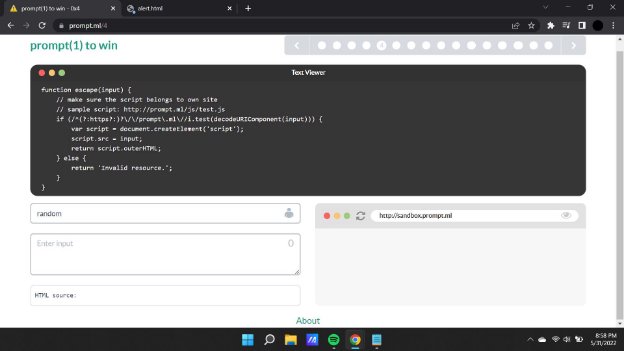 prompt(1) to win - 0x4
alert.html
prompt.ml/4
prompt(1) to win
4
Text Viewer
function escape(input) {
// make sure the script belongs to own site
// sample script: http://prompt.ml/js/test.js
if (/^(?:https?:)?\/\/prompt\.ml\//i.test(decodeURIComponent(input))) {
var script = document.createElement('script');
script.src = input;
return script.outerHTML;
} else {
return 'Invalid resource.';
}
}
random
http://sandbox.prompt.ml
Enter input
0
HTML source:
About
8:58 PM
5/31/2022